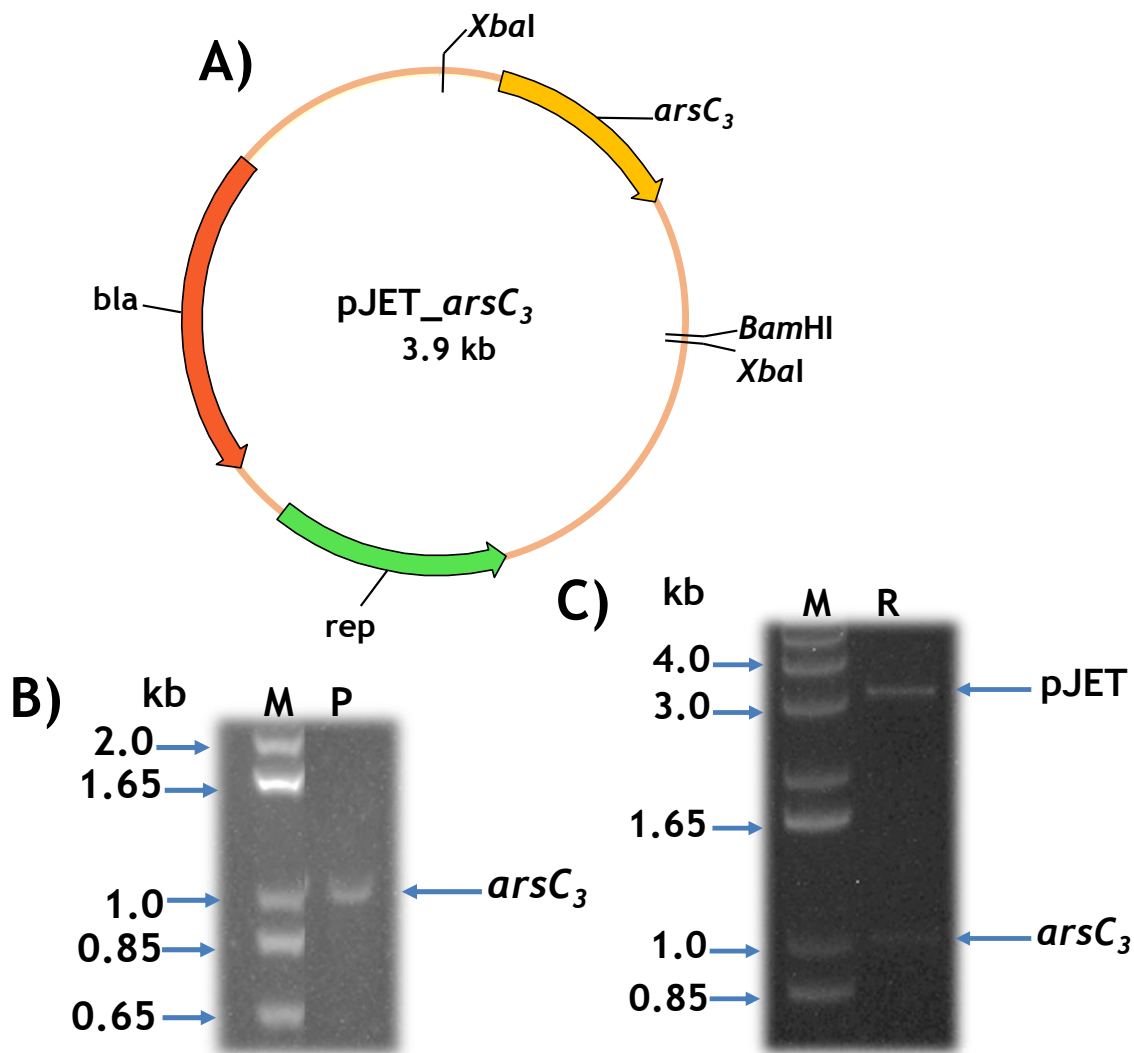 A)
XbaI
arsC3
bla
pJET_arsC3
3.9 kb
BamHI
XbaI
rep
B)
kb
M P
2.0
1.65
1.0
0.85
0.65
arsC3
C)
kb
M R
4.0
3.0
1.65
1.0
0.85
pJET
arsC3